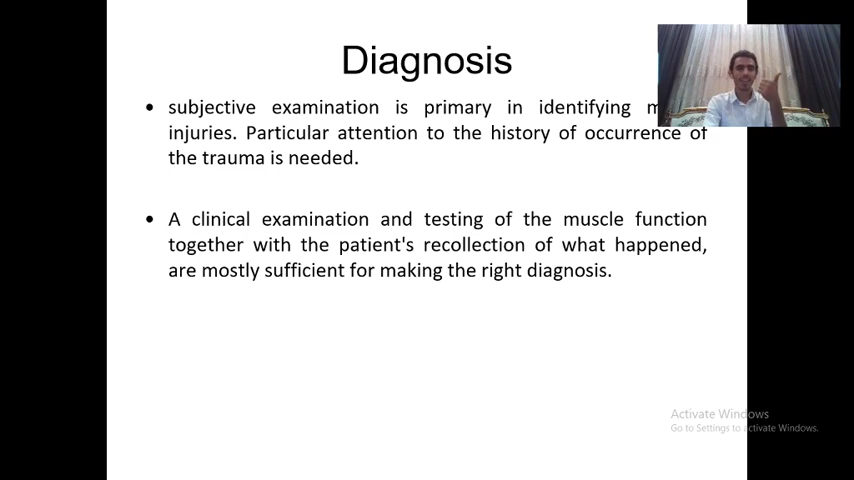 Diagnosis
• subjective examination is primary in identifying
injuries. Particular attention to the history of occurrence of
the trauma is needed.
• A clinical examination and testing of the muscle function
together with the patient's recollection of what happened,
are mostly sufficient for making the right diagnosis.
Activate Windows
Go to Settings to activate Windows.